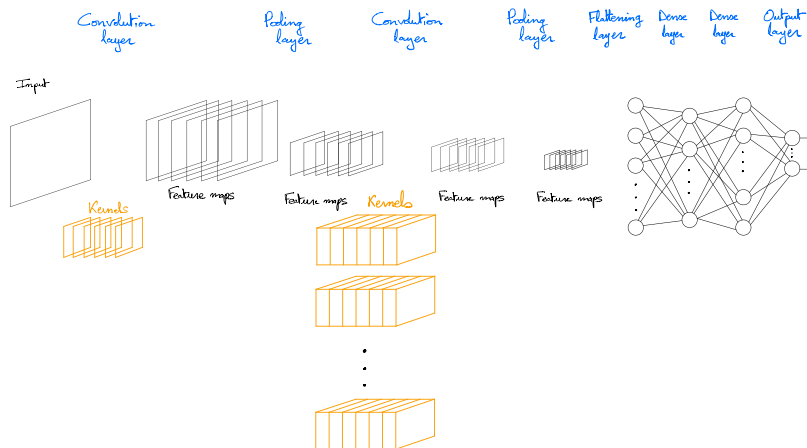 Convolution
layer
Pooling
layer
Convolution
layer
Pooling
layer
Flattening
layer
Dense
layer
Dense
layer
Output
layer
Input
Feature maps
Feature maps
Feature maps
Feature maps
Kernels
Kernels